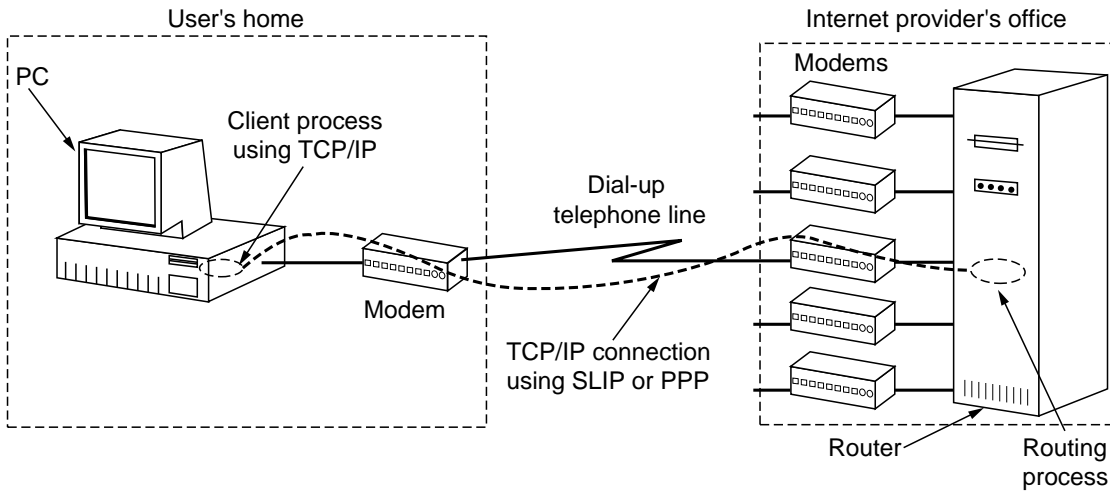 User's home
Internet provider's office
PC
Modems
Client process
using TCP/IP
Dial-up
telephone line
Modem
TCP/IP connection
using SLIP or PPP
Router
Routing
process